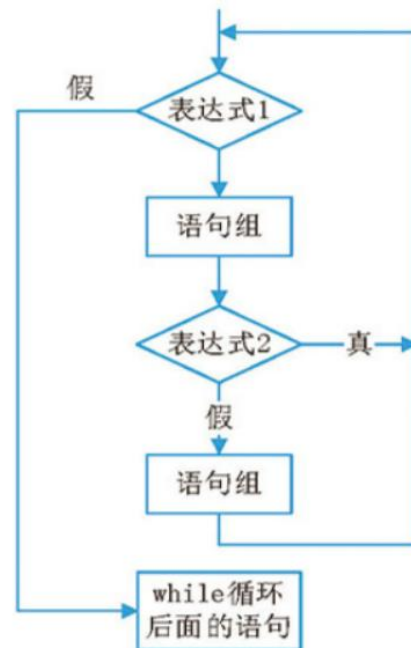 假
表达式1
语句组
表达式2
真
假
语句组
while循环
后面的语句